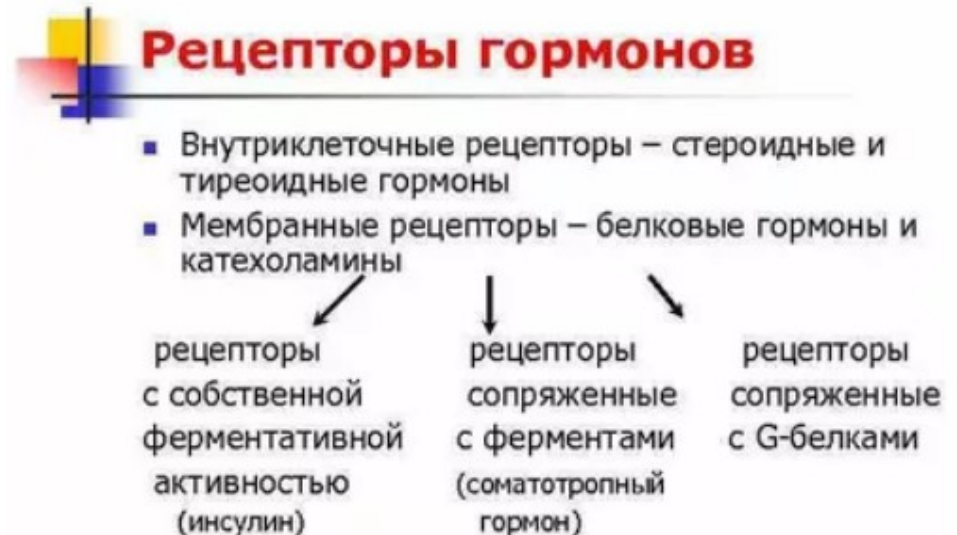 Рецепторы гормонов
Внутриклеточные рецепторы – стероидные и
тиреоидные гормоны
Мембранные рецепторы – белковые гормоны и
катехоламины
рецепторы
с собственной
ферментативной
активностью
(инсулин)
рецепторы
сопряженные
с ферментами
(соматотропный
гормон)
рецепторы
сопряженные
с G-белками